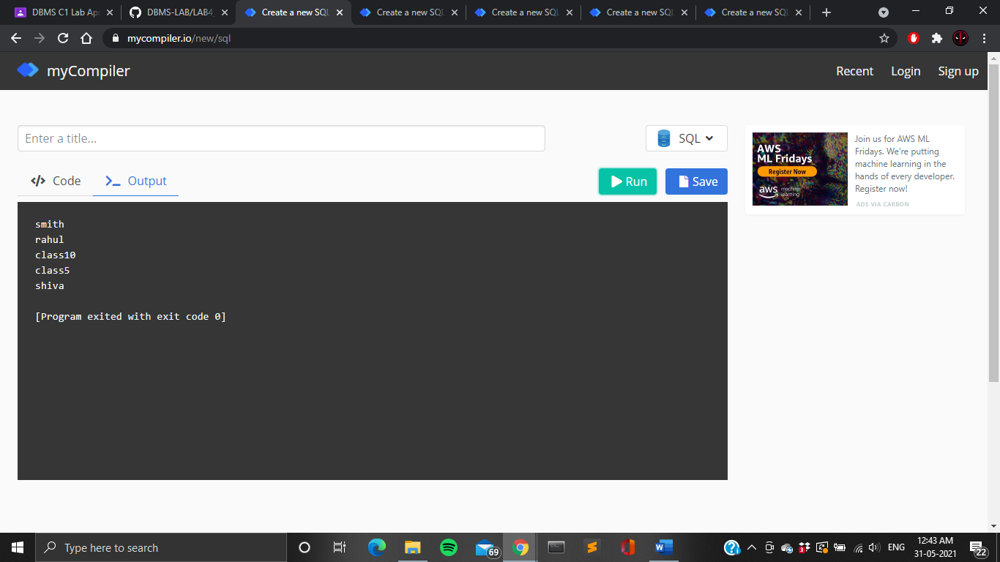 DBMS C1 Lab Ap
DBMS-LAB/LAB4
Create a new SQL
Create a new SQL
Create a new SQL
Create a new SQL
Create a new SQL
mycompiler.io/new/sql
myCompiler
Recent
Login
Sign up
Enter a title...
SQL
Code
Output
Run
Save
smith
rahul
class10
class5
shiva
[Program exited with exit code 0]
AWS
ML Fridays
Register Now
aws machine
learning
Join us for AWS ML
Fridays. We're putting
machine learning in the
hands of every developer.
Register now!
ADS VIA CARBON
Type here to search
69
3
ENG
12:43 AM
31-05-2021
22